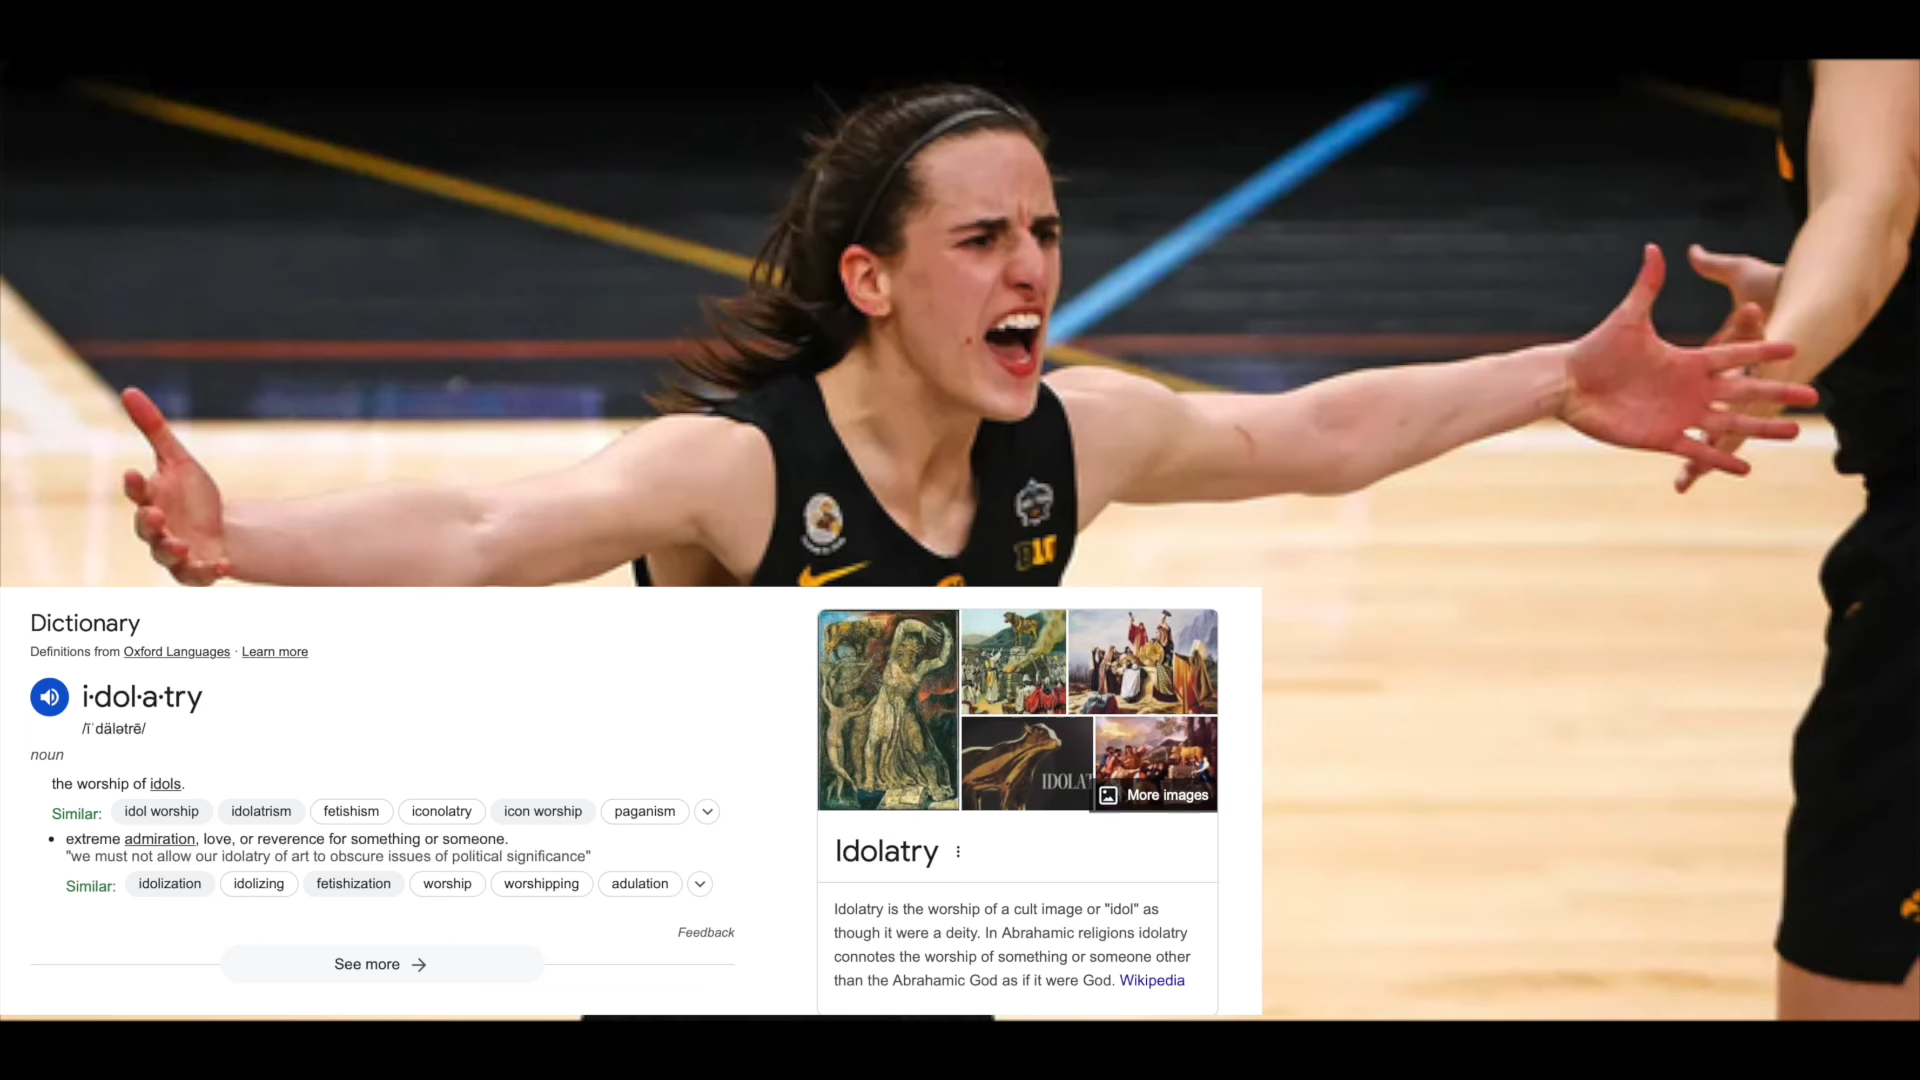 Dictionary
Definitions from Oxford Languages · Learn more
i·dol·a·try
/īˈdälətrē/
noun
the worship of idols.
Similar: idol worship idolatrism fetishism iconolatry icon worship paganism
• extreme admiration, love, or reverence for something or someone.
"we must not allow our idolatry of art to obscure issues of political significance"
Similar: idolization idolizing fetishization worship worshipping adulation
Feedback
See more
IDOLAT
More images
Idolatry
Idolatry is the worship of a cult image or "idol" as
though it were a deity. In Abrahamic religions idolatry
connotes the worship of something or someone other
than the Abrahamic God as if it were God. Wikipedia
B1G